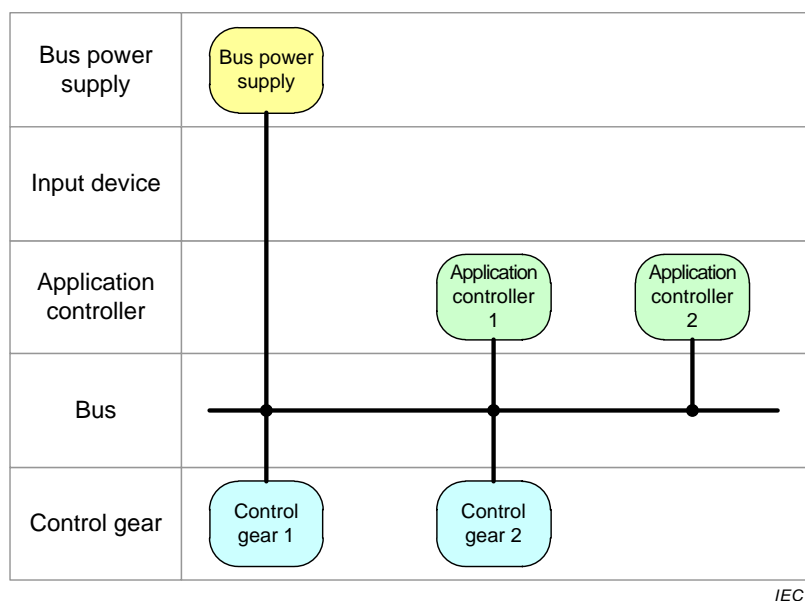 Bus power
supply
Bus power
supply
Input device
Application
controller
Application
controller
1
Application
controller
2
Bus
Control gear
Control
gear 1
Control
gear 2
IEC